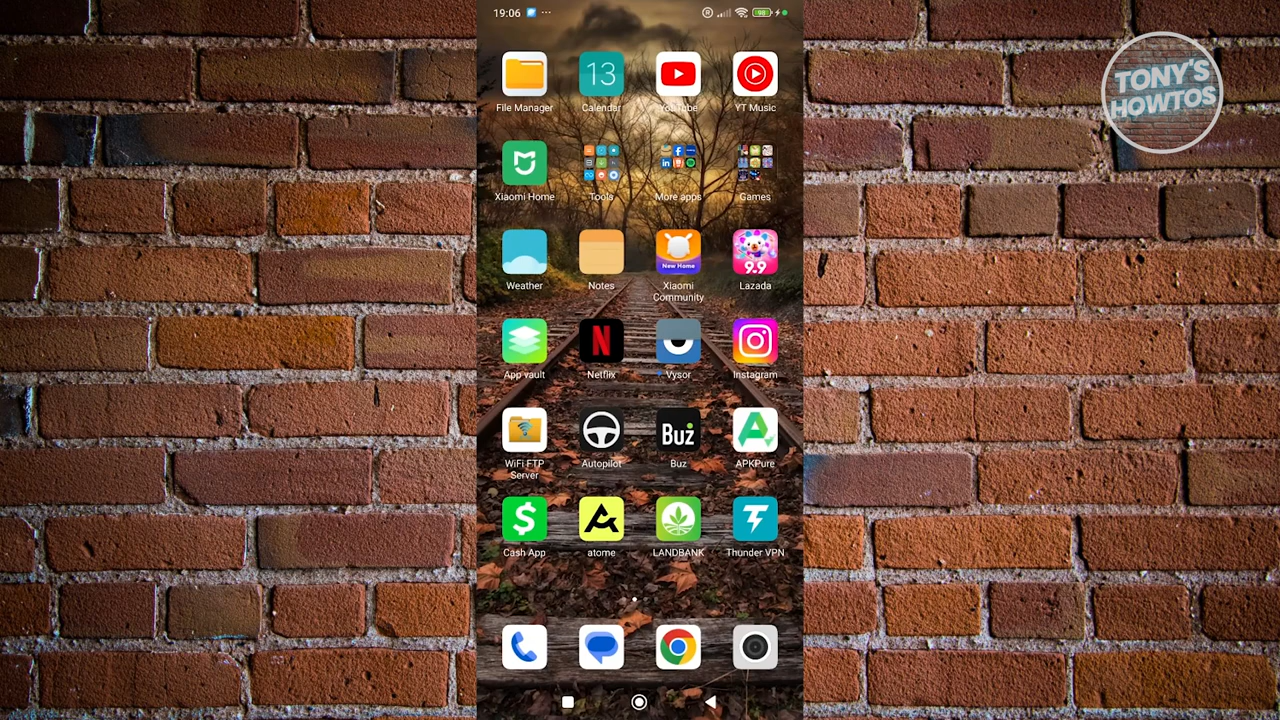 19:06
TONY'S
HOWTOS
13
File Manager
Calendar
YouTube
YT Music
Xiaomi Home
Tools
More apps
Games
New Home
9.9
Weather
Notes
Xiaomi
Community
Lazada
N
App vault
Netflix
Vysor
Instagram
Buz
WiFi FTP
Server
Autopilot
Buz
APKPure
$
Cash App
atome
LANDBANK
Thunder VPN